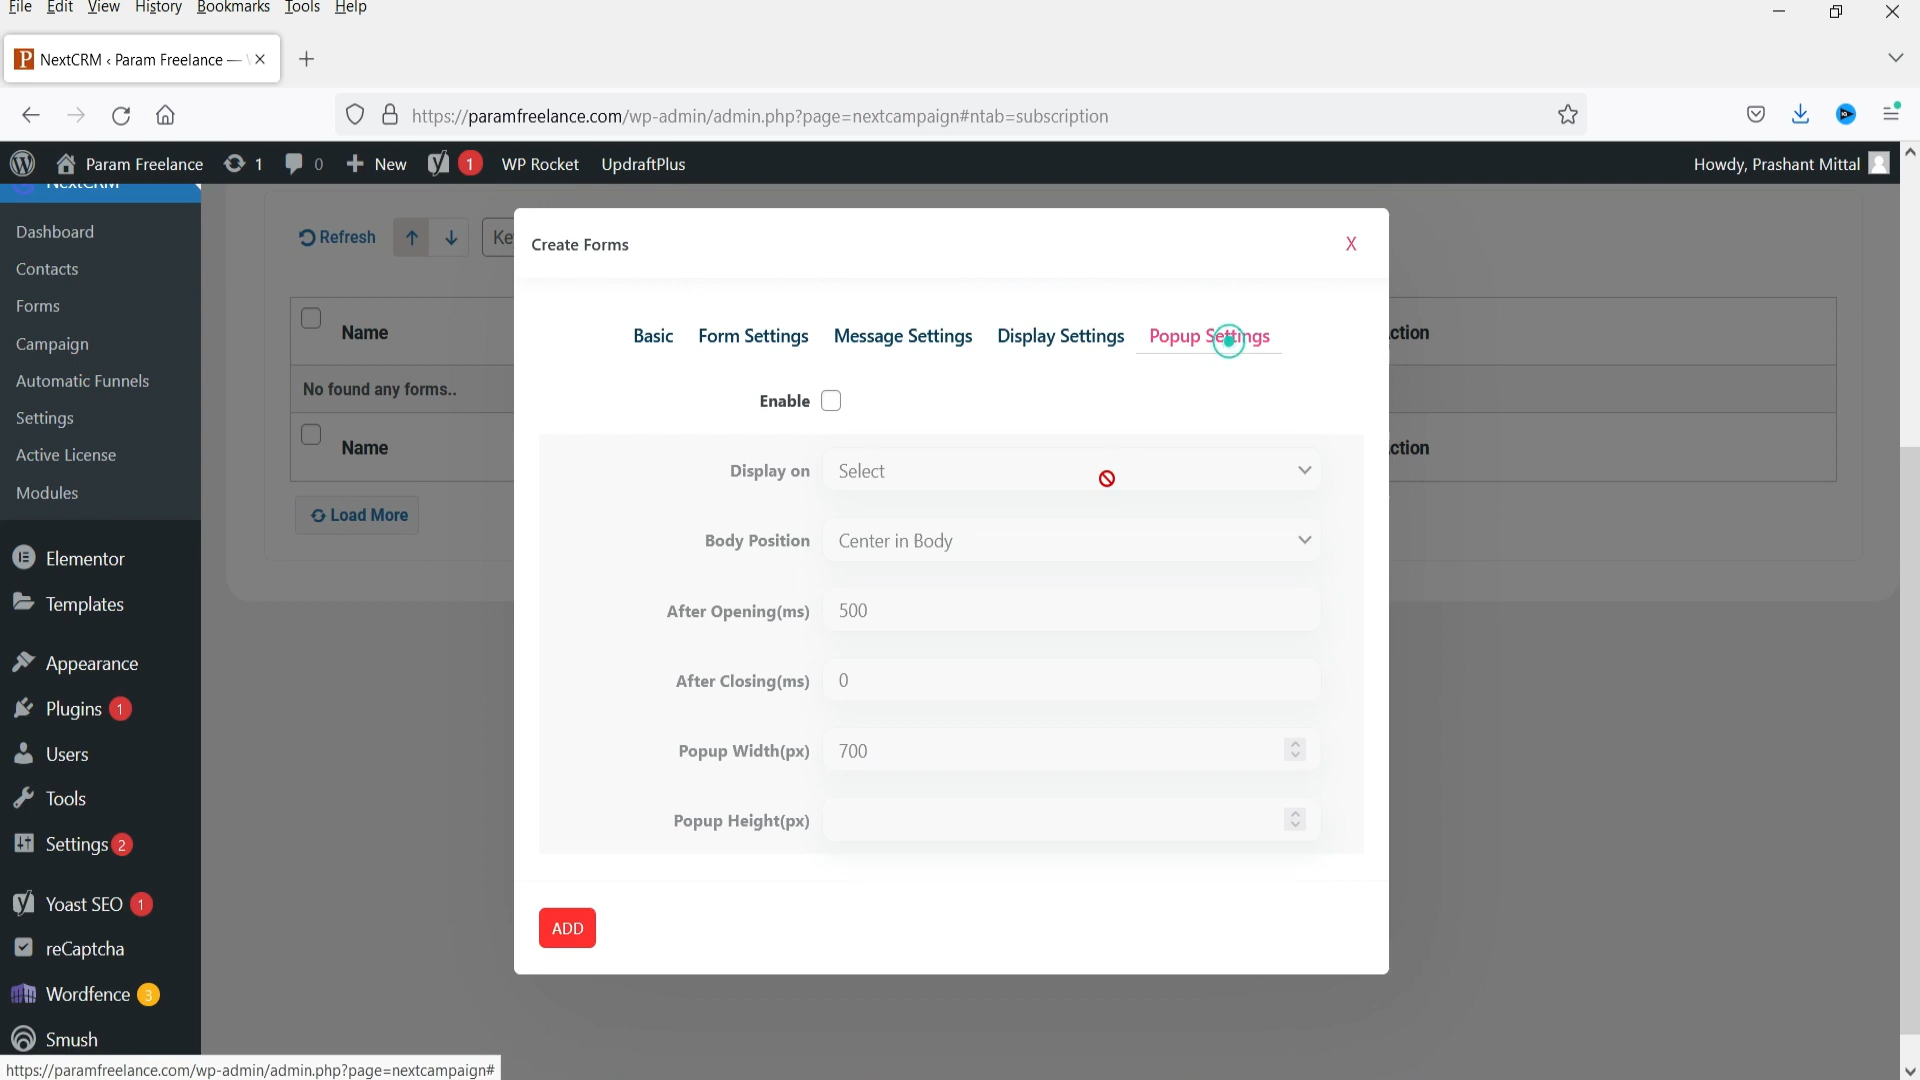 File Edit View History Bookmarks Tools Help
NextCRM ‹ Param Freelance —
https://paramfreelance.com/wp-admin/admin.php?page=nextcampaign#ntab=subscription
Param Freelance 1 0 New 1 WP Rocket UpdraftPlus Howdy, Prashant Mittal
NextCRM
Dashboard
Contacts
Forms
Campaign
Automatic Funnels
Settings
Active License
Modules
Elementor
Templates
Appearance
Plugins 1
Users
Tools
Settings 2
Yoast SEO 1
reCaptcha
Wordfence 3
Smush
Refresh
Name
No found any forms..
Name
Load More
Create Forms X
Basic Form Settings Message Settings Display Settings Popup Settings
Enable
Display on Select
Body Position Center in Body
After Opening(ms) 500
After Closing(ms) 0
Popup Width(px) 700
Popup Height(px)
ADD
https://paramfreelance.com/wp-admin/admin.php?page=nextcampaign#